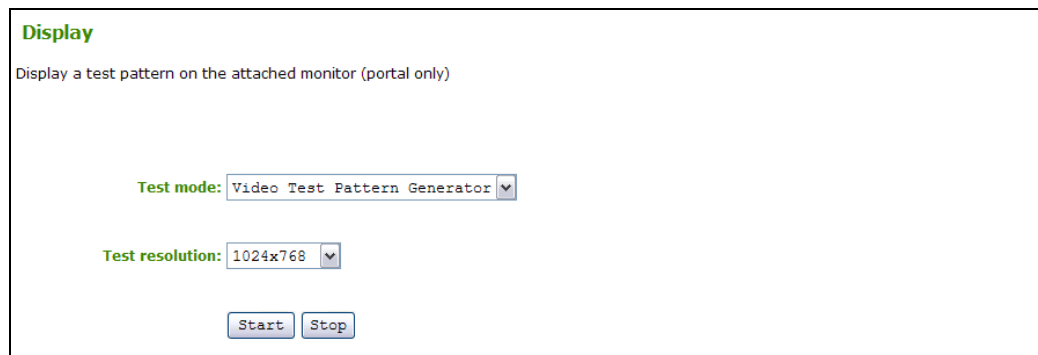 Display
Display a test pattern on the attached monitor (portal only)
Test mode: Video Test Pattern Generator
Test resolution: 1024x768
Start Stop